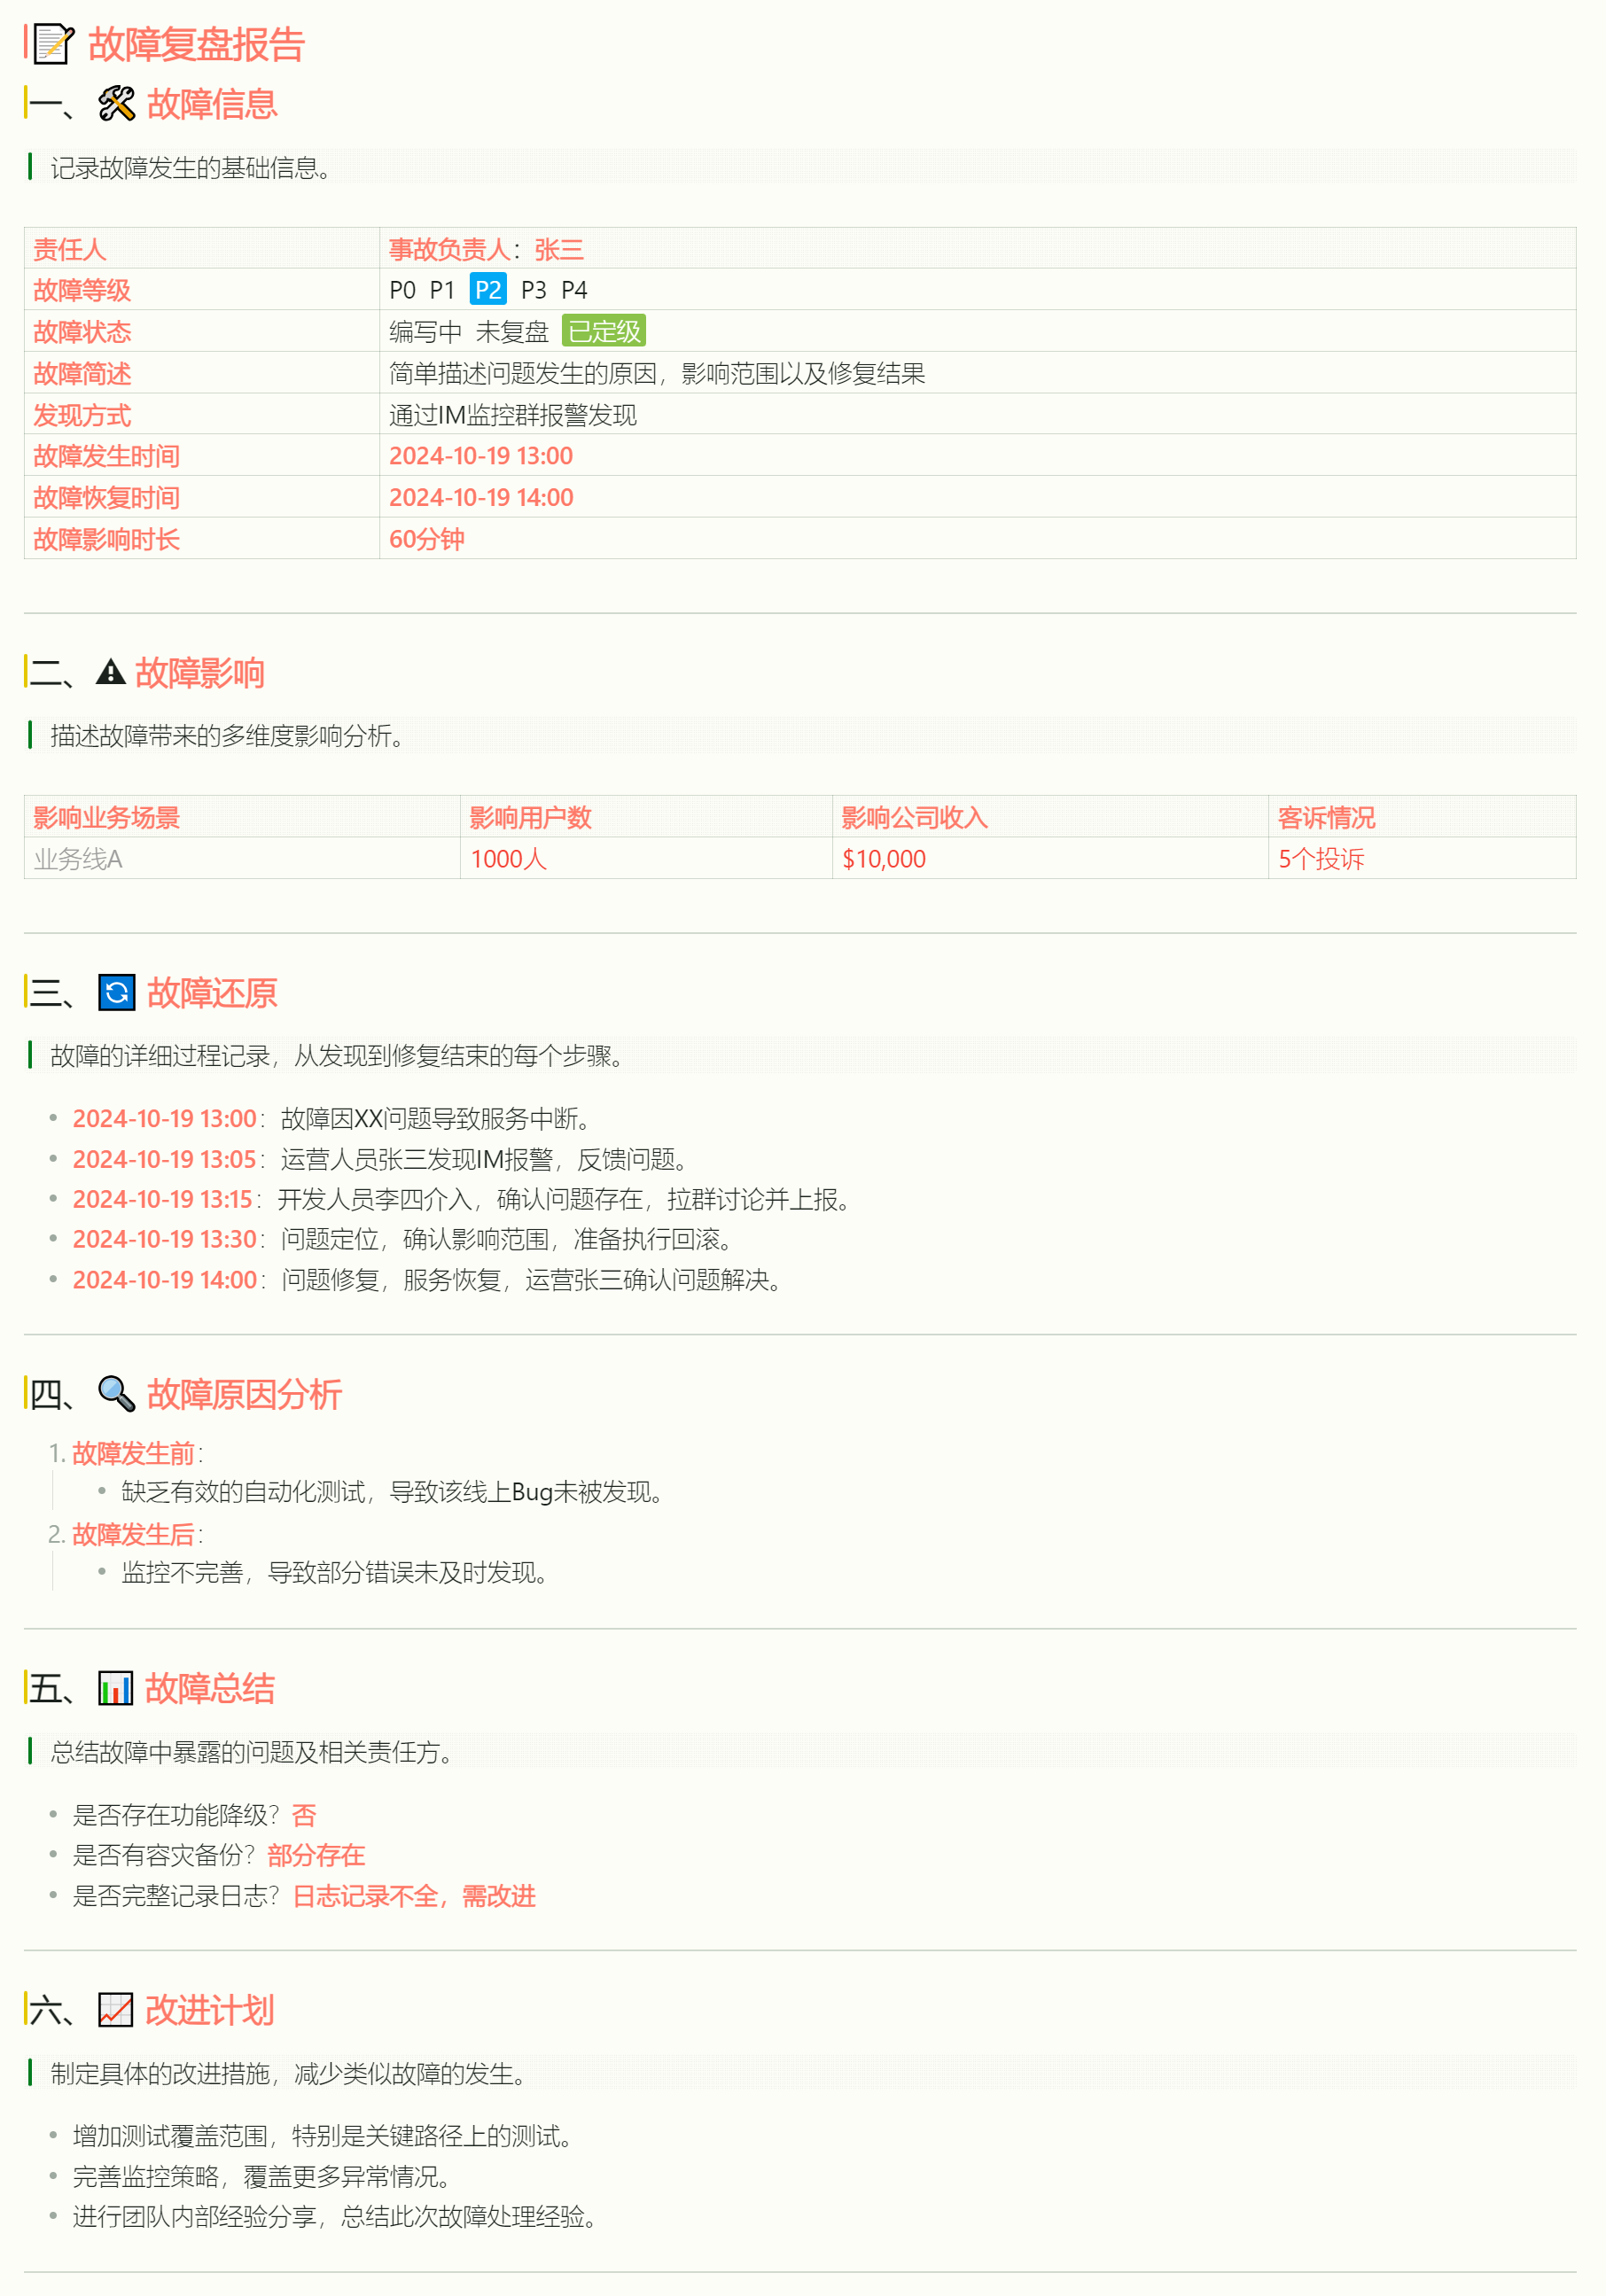 📝 故障复盘报告
一、🛠 故障信息
记录故障发生的基础信息。
责任人 事故负责人：张三
故障等级 P0 P1 P2 P3 P4
故障状态 编写中 未复盘 已定级
故障简述 简单描述问题发生的原因，影响范围以及修复结果
发现方式 通过IM监控群报警发现
故障发生时间 2024-10-19 13:00
故障恢复时间 2024-10-19 14:00
故障影响时长 60分钟
二、⚠ 故障影响
描述故障带来的多维度影响分析。
影响业务场景 影响用户数 影响公司收入 客诉情况
业务线A 1000人 $10,000 5个投诉
三、🔄 故障还原
故障的详细过程记录，从发现到修复结束的每个步骤。
• 2024-10-19 13:00：故障因XX问题导致服务中断。
• 2024-10-19 13:05：运营人员张三发现IM报警，反馈问题。
• 2024-10-19 13:15：开发人员李四介入，确认问题存在，拉群讨论并上报。
• 2024-10-19 13:30：问题定位，确认影响范围，准备执行回滚。
• 2024-10-19 14:00：问题修复，服务恢复，运营张三确认问题解决。
四、🔍 故障原因分析
1. 故障发生前：
• 缺乏有效的自动化测试，导致该线上Bug未被发现。
2. 故障发生后：
• 监控不完善，导致部分错误未及时发现。
五、📊 故障总结
总结故障中暴露的问题及相关责任方。
• 是否存在功能降级？否
• 是否有容灾备份？部分存在
• 是否完整记录日志？日志记录不全，需改进
六、📈 改进计划
制定具体的改进措施，减少类似故障的发生。
• 增加测试覆盖范围，特别是关键路径上的测试。
• 完善监控策略，覆盖更多异常情况。
• 进行团队内部经验分享，总结此次故障处理经验。